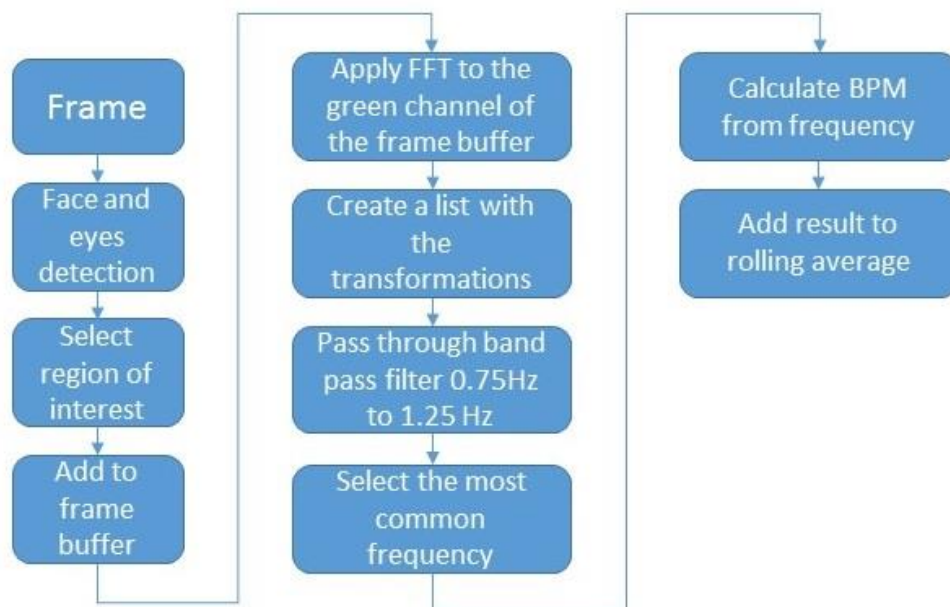 Frame
Face and
eyes
detection
Select
region of
interest
Add to
frame
buffer
Apply FFT to the
green channel of
the frame buffer
Create a list with
the
transformations
Pass through band
pass filter 0.75Hz
to 1.25 Hz
Select the most
common
frequency
Calculate BPM
from frequency
Add result to
rolling average